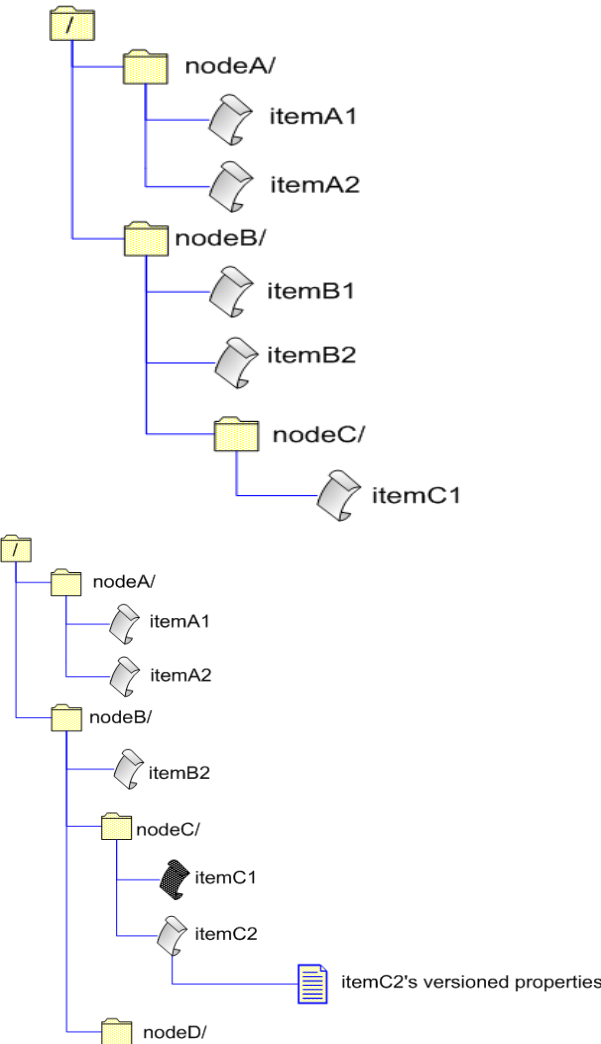 /
nodeA/
itemA1
itemA2
nodeB/
itemB1
itemB2
nodeC/
itemC1
/
nodeA/
itemA1
itemA2
nodeB/
itemB2
nodeC/
itemC1
itemC2
itemC2's versioned properties
nodeD/